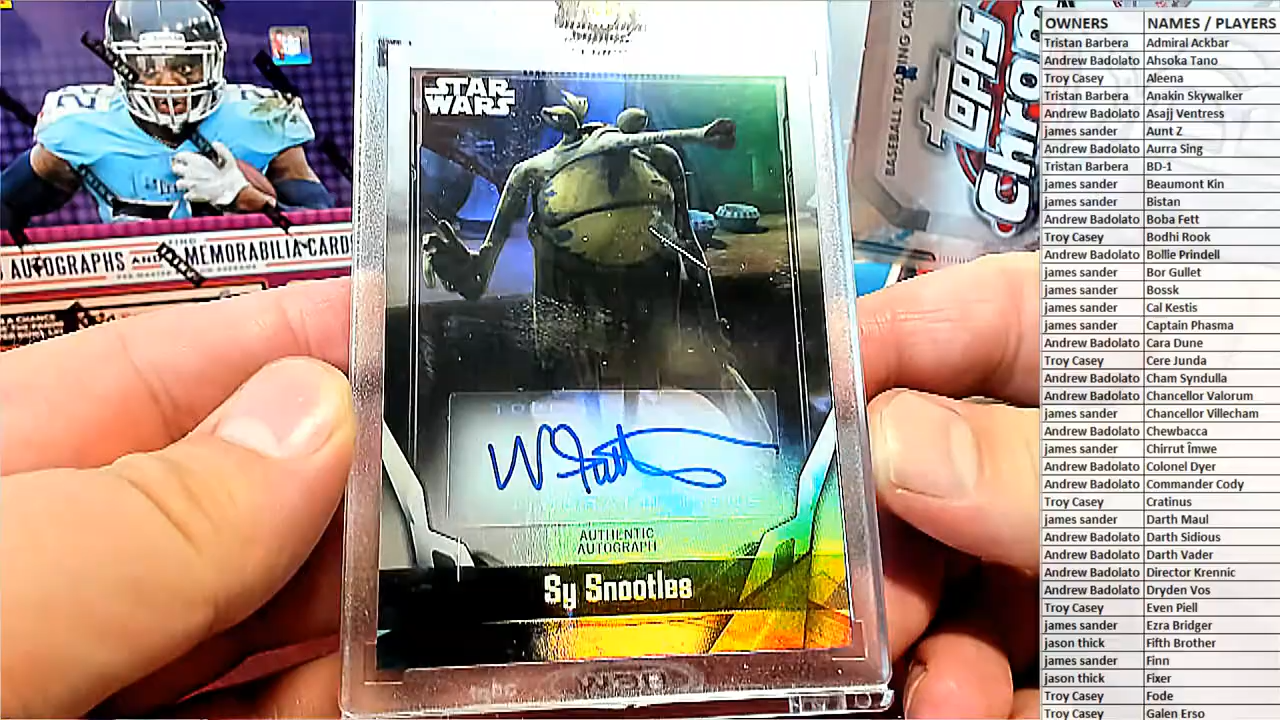 STAR
WARS
AUTHENTIC
AUTOGRAPH
Sy Snootles
AUTOGRAPHS AND MEMORABILIA CARDS
BASEBALL TRADING CARD
TOPPS
Chrom
OWNERS NAMES / PLAYERS
Tristan Barbera Admiral Ackbar
Andrew Badolato Ahsoka Tano
Troy Casey Aleena
Tristan Barbera Anakin Skywalker
Andrew Badolato Asajj Ventress
james sander Aunt Z
Andrew Badolato Aurra Sing
Tristan Barbera BD-1
james sander Beaumont Kin
james sander Bistan
Andrew Badolato Boba Fett
Troy Casey Bodhi Rook
Andrew Badolato Bollie Prindell
james sander Bor Gullet
james sander Bossk
james sander Cal Kestis
james sander Captain Phasma
Andrew Badolato Cara Dune
Troy Casey Cere Junda
Andrew Badolato Cham Syndulla
Andrew Badolato Chancellor Valorum
james sander Chancellor Villecham
Andrew Badolato Chewbacca
james sander Chirrut Îmwe
Andrew Badolato Colonel Dyer
Andrew Badolato Commander Cody
Troy Casey Cratinus
james sander Darth Maul
Andrew Badolato Darth Sidious
Andrew Badolato Darth Vader
Andrew Badolato Director Krennic
Andrew Badolato Dryden Vos
Troy Casey Even Piell
james sander Ezra Bridger
jason thick Fifth Brother
james sander Finn
jason thick Fixer
Troy Casey Fode
Troy Casey Galen Erso